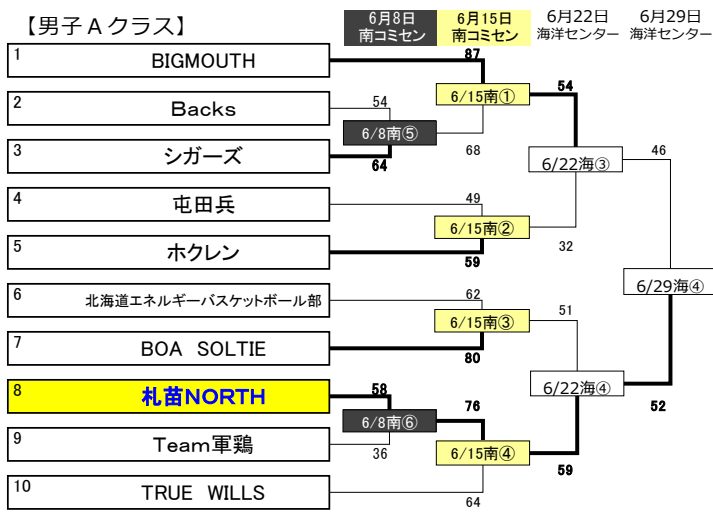 【男子Aクラス】
6月8日
南コミセン
6月15日
南コミセン
6月22日
海洋センター
6月29日
海洋センター
1 BIGMOUTH
87
2 Backs
54
6/15南①
54
6/8南⑤
3 シガーズ
64
68
6/22海③
46
4 屯田兵
49
6/15南②
5 ホクレン
59
32
6/29海④
6 北海道エネルギーバスケットボール部
62
6/15南③
51
7 BOA SOLTIE
80
8 札苗NORTH
58
6/22海④
52
76
6/8南⑥
9 Team軍鶏
36
6/15南④
59
10 TRUE WILLS
64